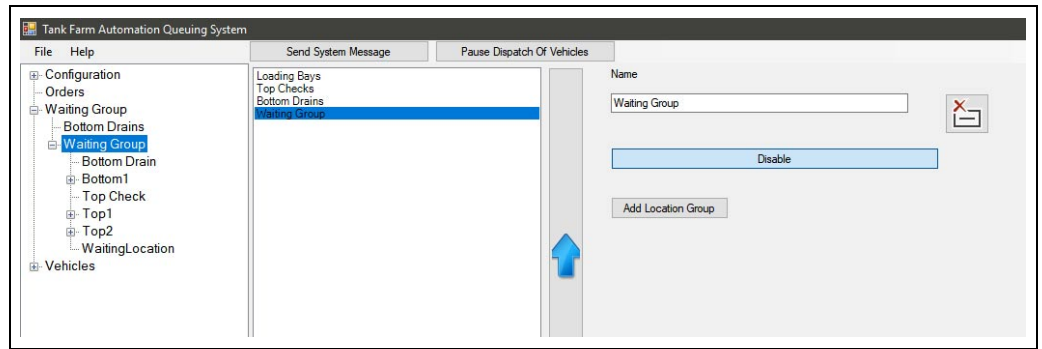 Tank Farm Automation Queuing System
File Help Send System Message Pause Dispatch Of Vehicles
Configuration
Orders
Waiting Group
Bottom Drains
Waiting Group
Bottom Drain
Bottom1
Top Check
Top1
Top2
WaitingLocation
Vehicles
Loading Bays
Top Checks
Bottom Drains
Waiting Group
Name
Waiting Group
Disable
Add Location Group